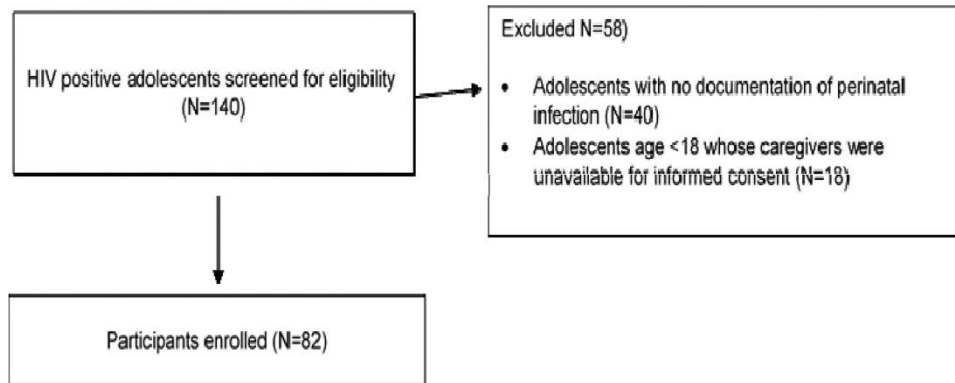 HIV positive adolescents screened for eligibility
(N=140)
Excluded N=58)
• Adolescents with no documentation of perinatal
infection (N=40)
• Adolescents age <18 whose caregivers were
unavailable for informed consent (N=18)
Participants enrolled (N=82)